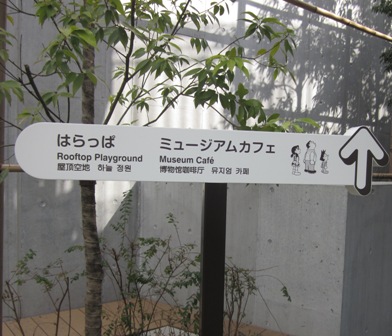 はらっぱ ミュージアムカフェ
Rooftop Playground Museum Café
屋顶空地 하늘 정원 博物馆咖啡厅 뮤지엄 카페